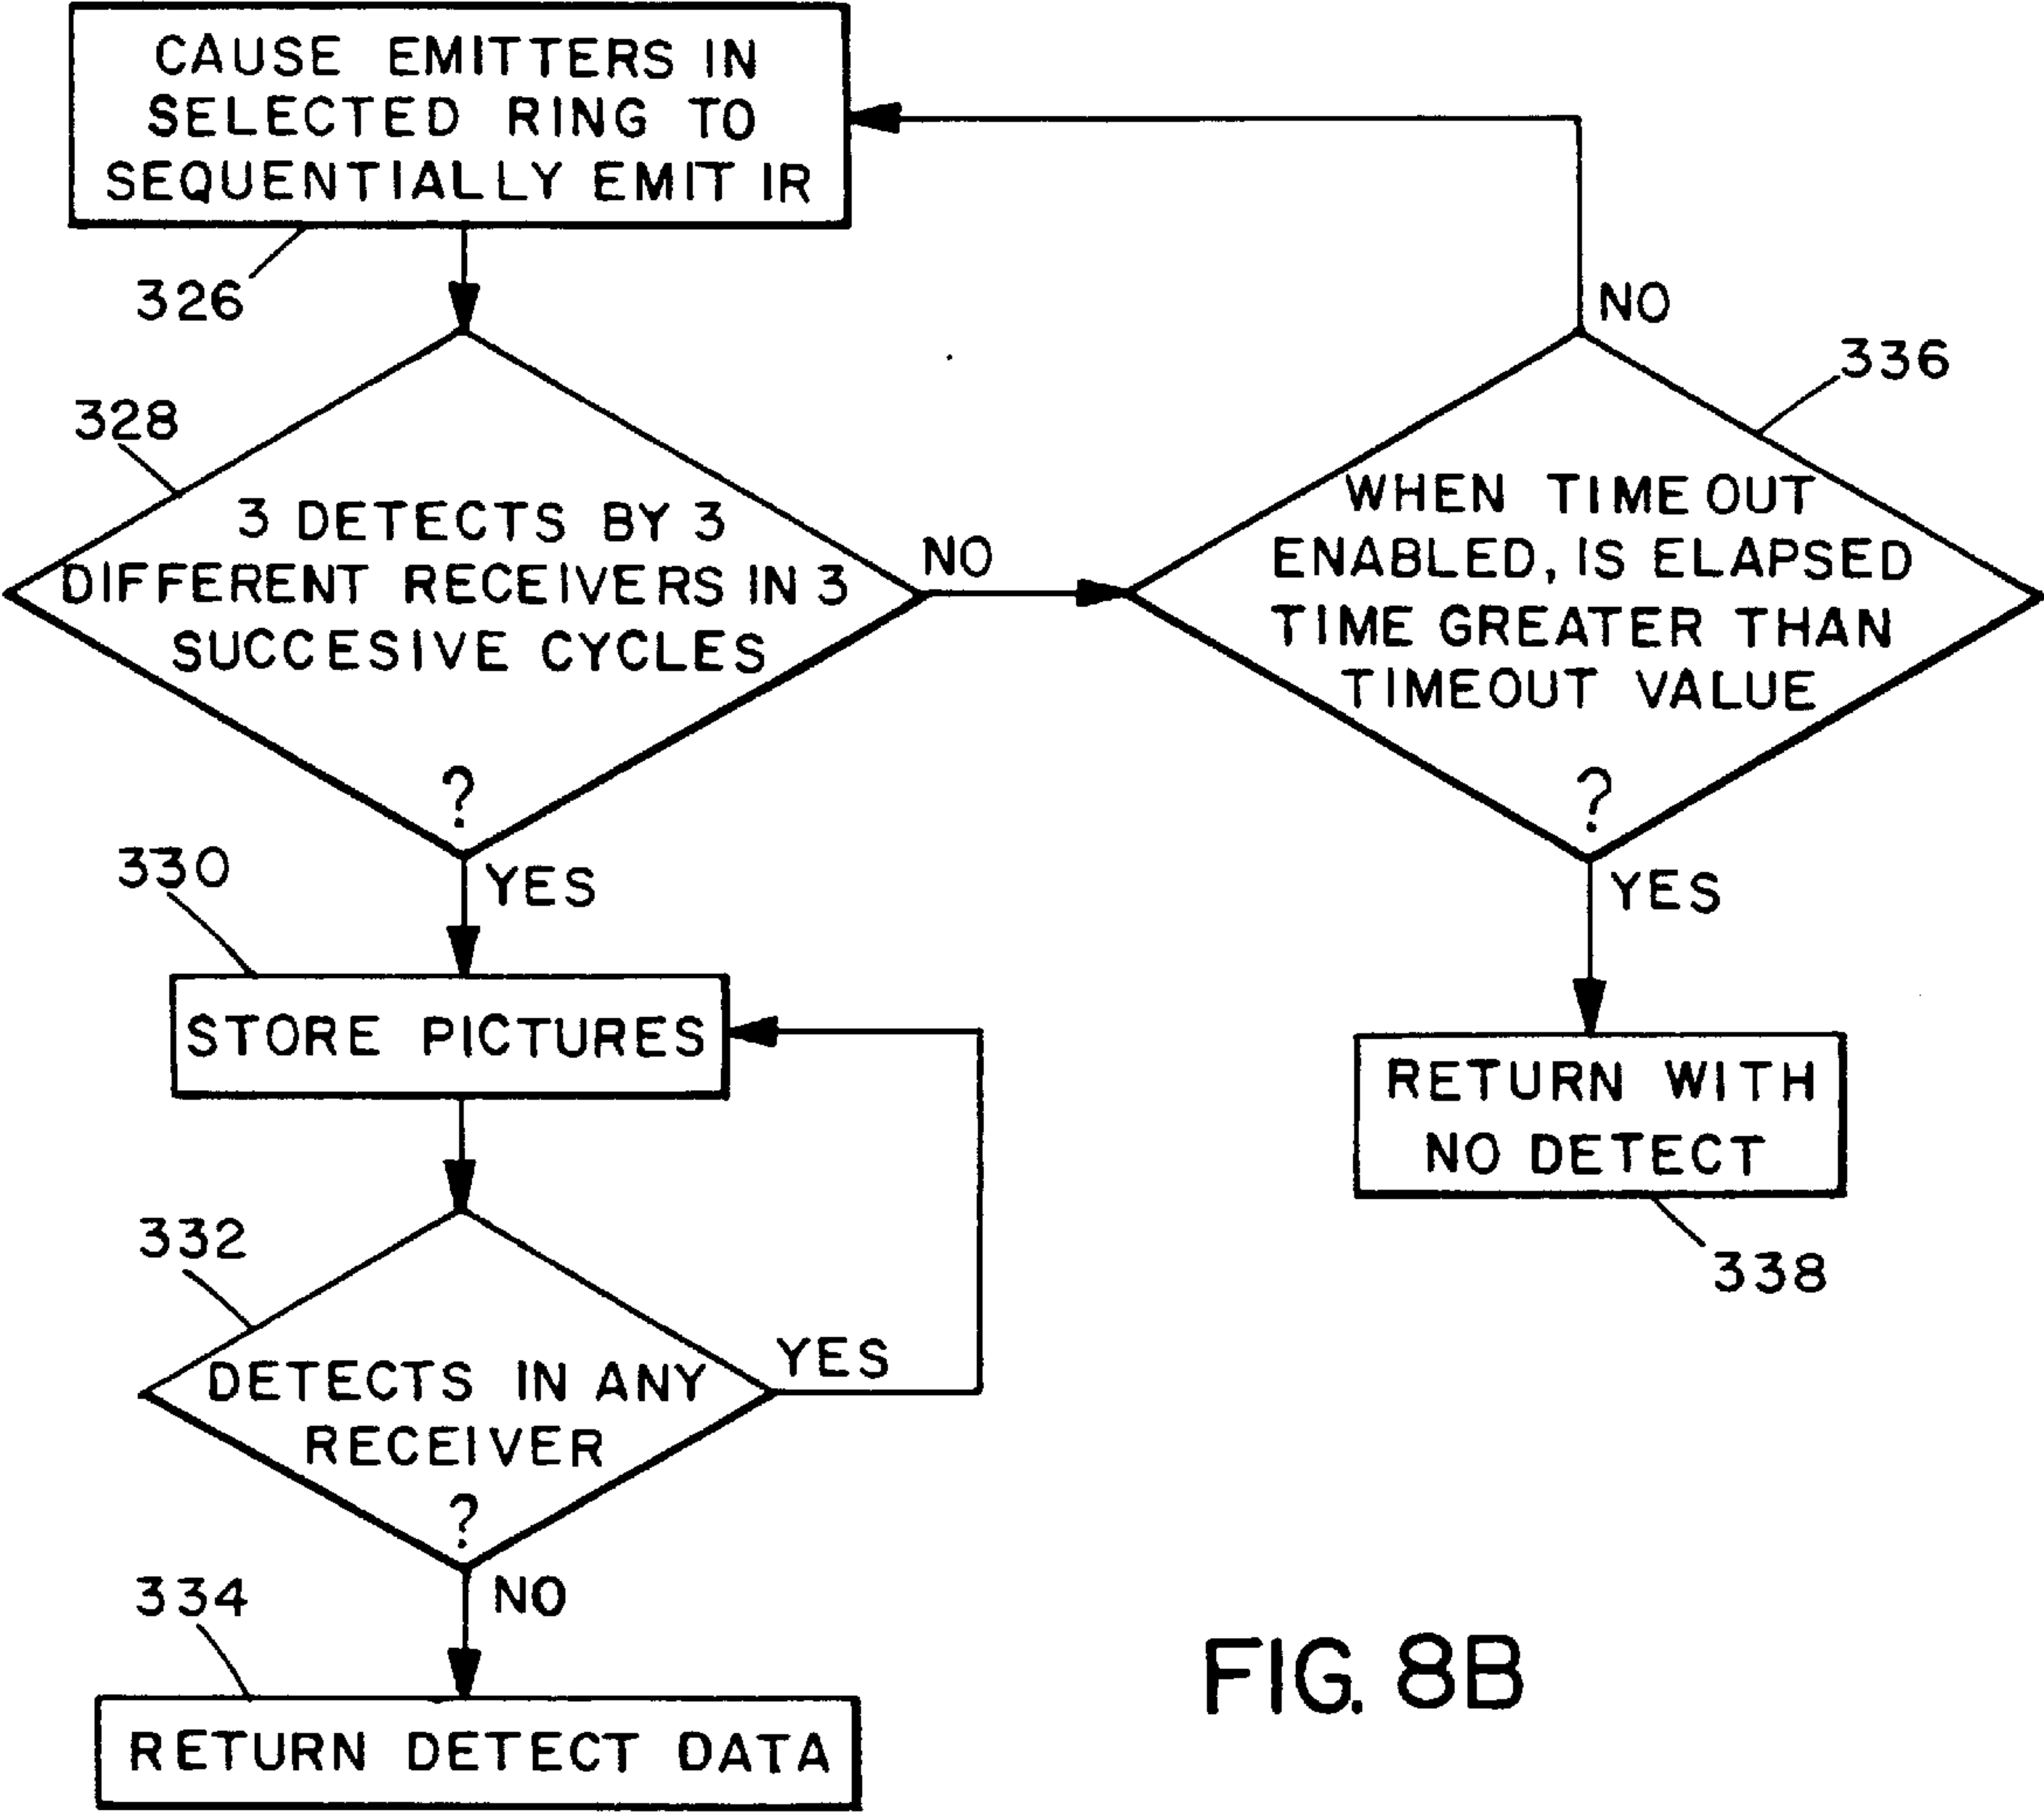 CAUSE EMITTERS IN
SELECTED RING TO
SEQUENTIALLY EMIT IR
326
328
3 DETECTS BY 3
DIFFERENT RECEIVERS IN 3
SUCCESIVE CYCLES
?
NO
YES
NO
336
WHEN TIME OUT
ENABLED, IS ELAPSED
TIME GREATER THAN
TIMEOUT VALUE
?
YES
330
STORE PICTURES
RETURN WITH
NO DETECT
338
332
DETECTS IN ANY
RECEIVER
?
YES
NO
334
RETURN DETECT DATA
FIG. 8B